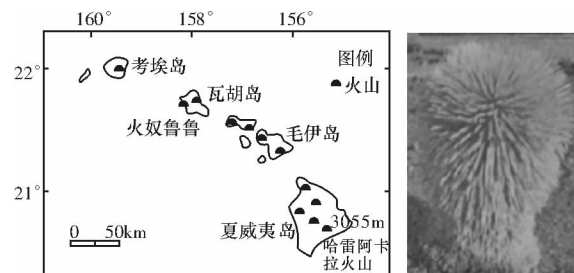 160° 158° 156°
22°
考埃岛
图例
火山
瓦胡岛
火奴鲁鲁
毛伊岛
21°
3055m
夏威夷岛
哈雷阿卡
拉火山
0 50km